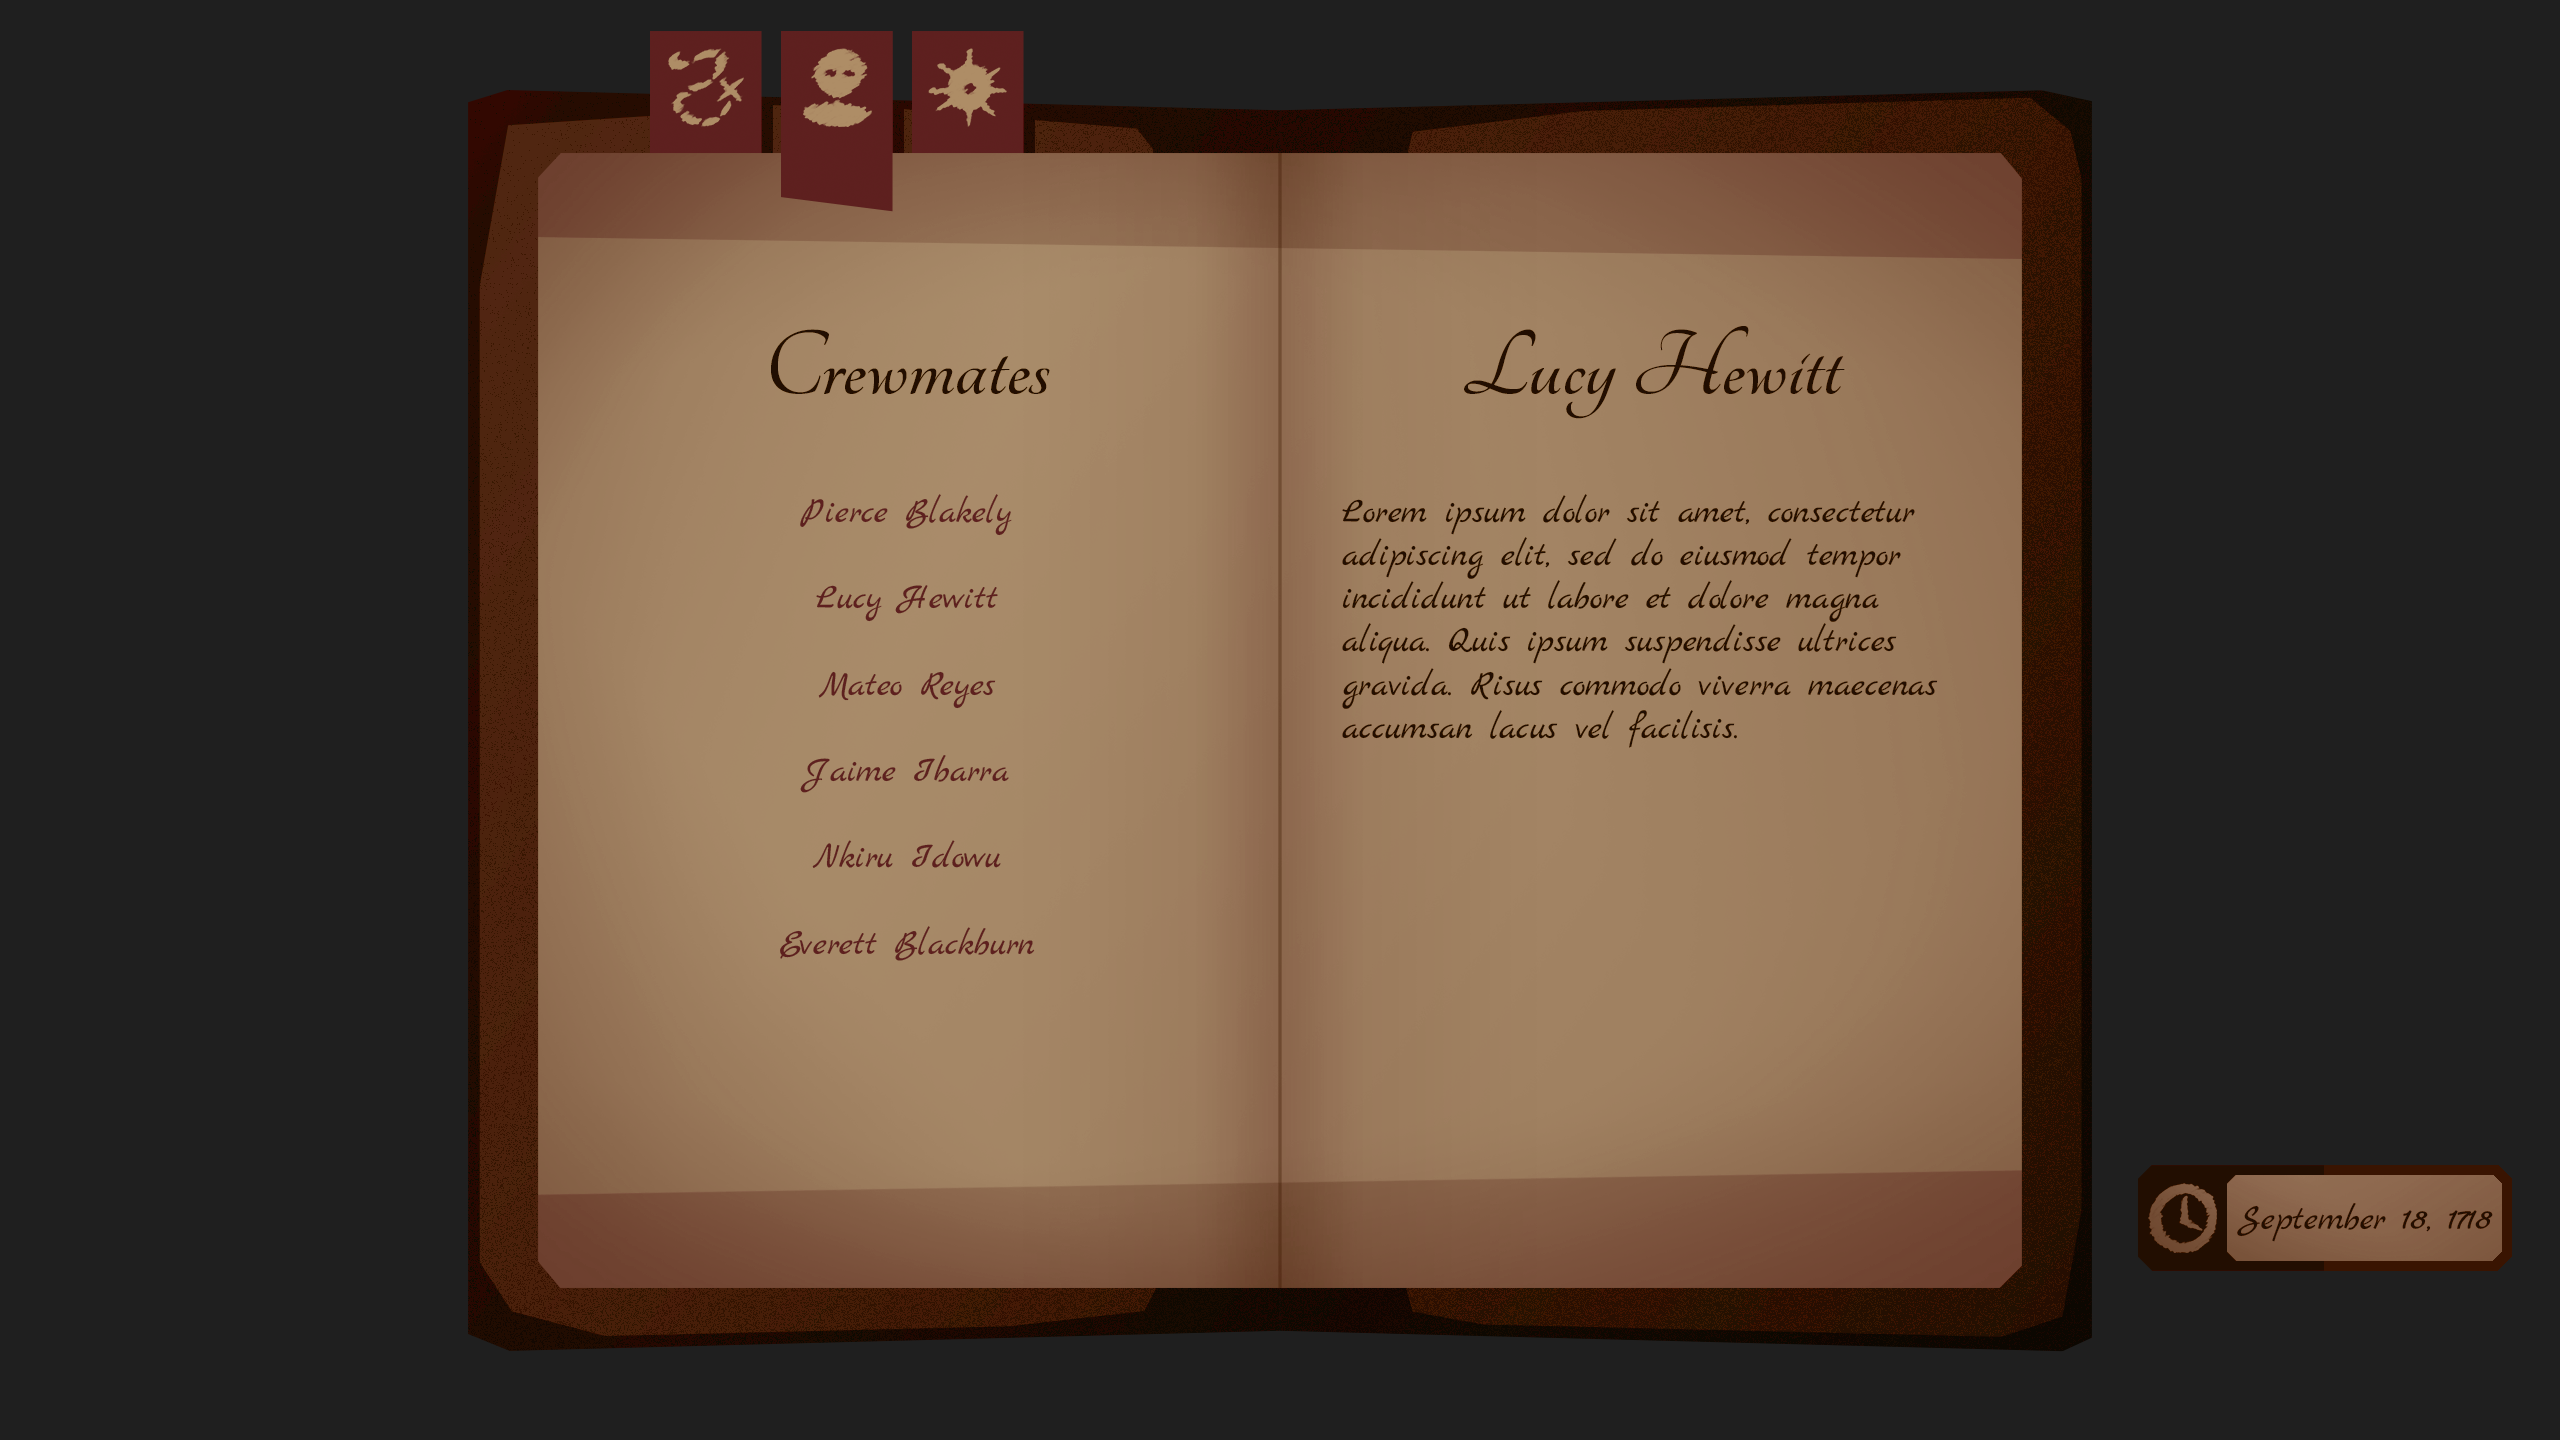 Crewmates
Pierce Blakely
Lucy Hewitt
Mateo Reyes
Jaime Ibarra
Nkiru Idowu
Everett Blackburn
Lucy Hewitt
Lorem ipsum dolor sit amet, consectetur
adipiscing elit, sed do eiusmod tempor
incididunt ut labore et dolore magna
aliqua. Quis ipsum suspendisse ultrices
gravida. Risus commodo viverra maecenas
accumsan lacus vel facilisis.
September 18, 1718